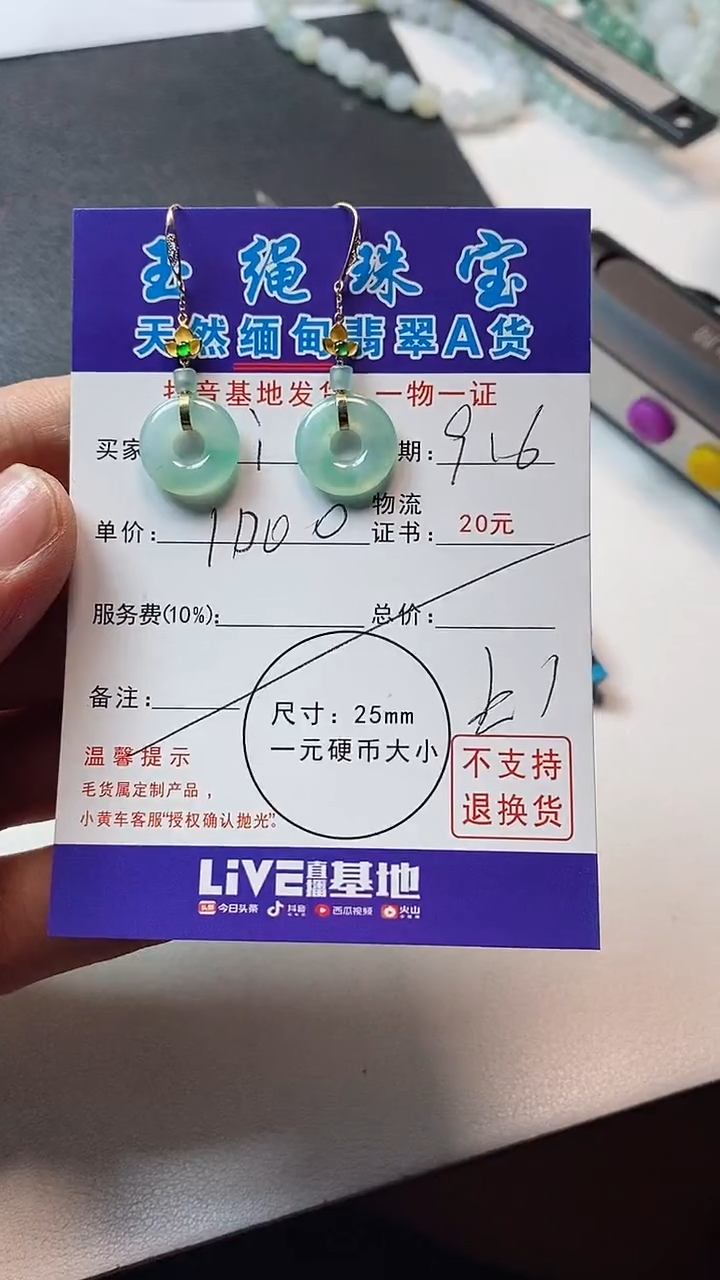 玉绳珠宝
天然缅甸翡翠A货
抖音基地发货 一物一证
买家 期: 916
单价: 1000 物流证书: 20元
服务费(10%): 总价:
备注:
尺寸: 25mm
一元硬币大小
温馨提示
毛货属定制产品，
小黄车客服“授权确认抛光”。
不支持
退换货
LiVE直播基地
今日头条 抖音 西瓜视频 火山